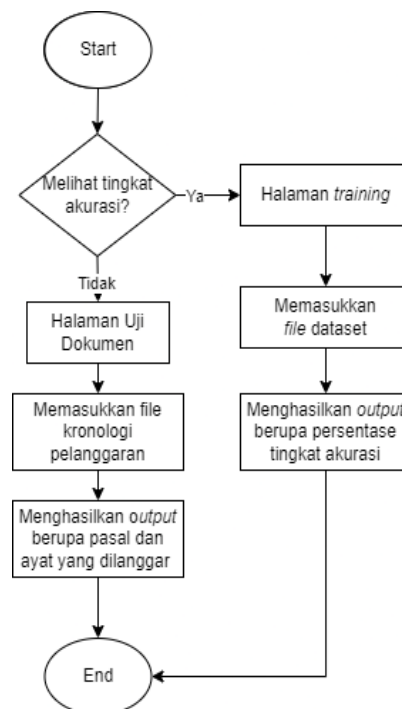 Start
Melihat tingkat
akurasi?
Ya
Halaman training
Tidak
Memasukkan
file dataset
Halaman Uji
Dokumen
Memasukkan file
kronologi
pelanggaran
Menghasilkan output
berupa persentase
tingkat akurasi
Menghasilkan output
berupa pasal dan
ayat yang dilanggar
End